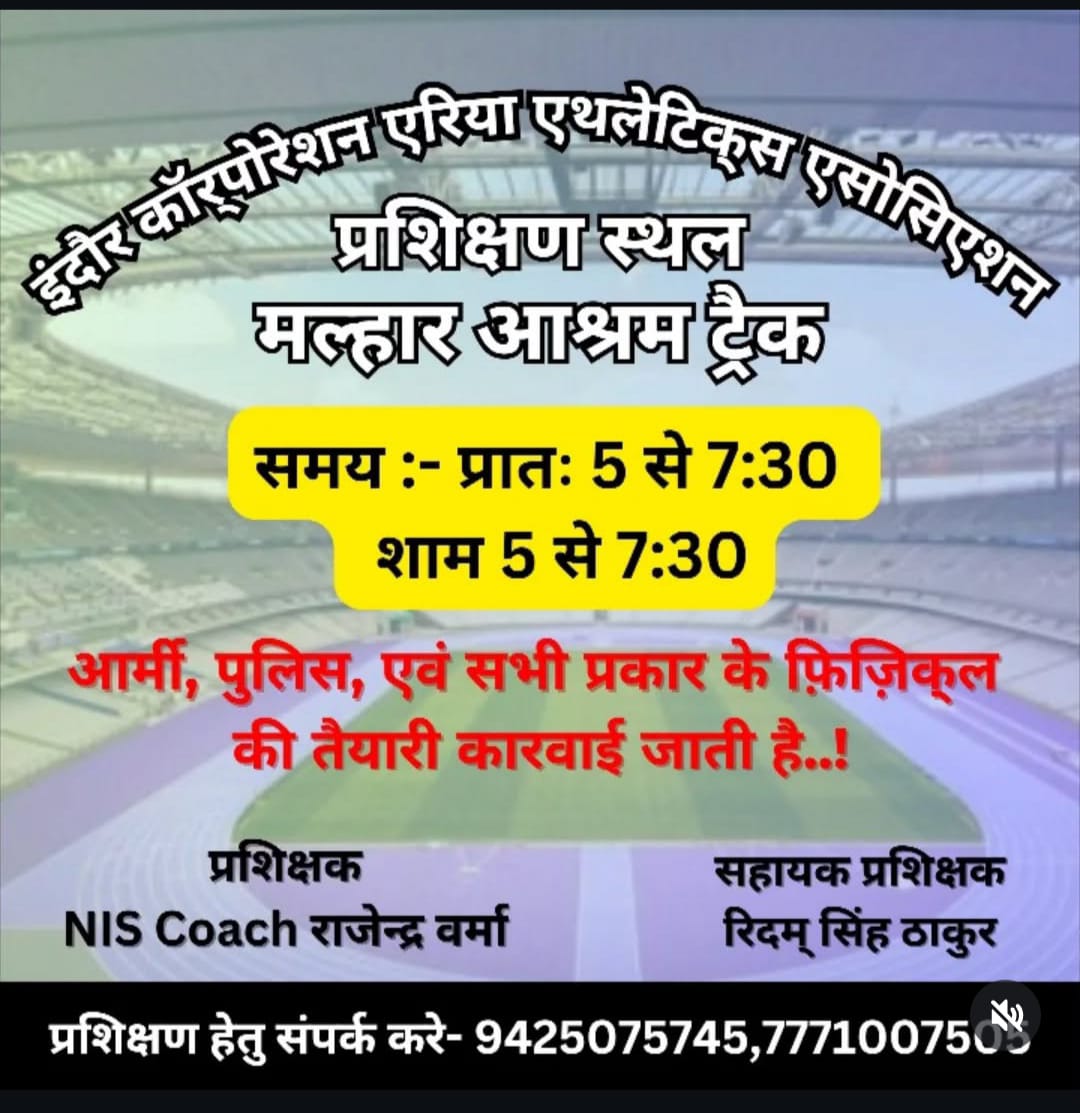 इंदौर कॉर्पोरेशन एरिया एथलेटिक्स एसोसिएशन
प्रशिक्षण स्थल
मल्हार आश्रम ट्रैक
समय :- प्रातः 5 से 7:30
शाम 5 से 7:30
आर्मी, पुलिस, एवं सभी प्रकार के फ़िज़िक्ल
की तैयारी कारवाई जाती है..!
प्रशिक्षक
NIS Coach राजेन्द्र वर्मा
सहायक प्रशिक्षक
रिदम् सिंह ठाकुर
प्रशिक्षण हेतु संपर्क करे- 9425075745,